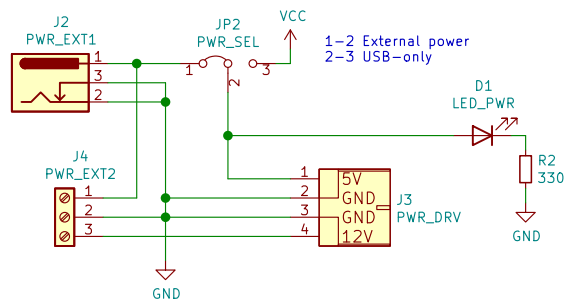 J2
PWR_EXT1
1
3
2
JP2
PWR_SEL
1
2
3
VCC
1-2 External power
2-3 USB-only
D1
LED_PWR
R2
330
GND
J4
PWR_EXT2
1
2
3
1
2
3
4
5V
GND
GND
12V
J3
PWR_DRV
GND